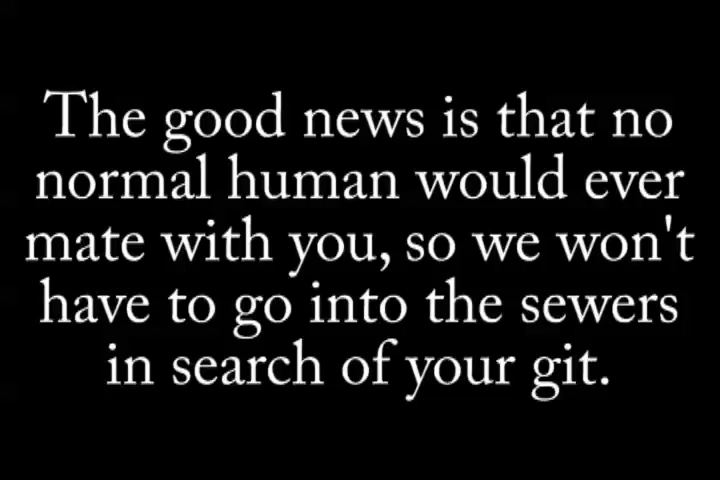 The good news is that no
normal human would ever
mate with you, so we won't
have to go into the sewers
in search of your git.